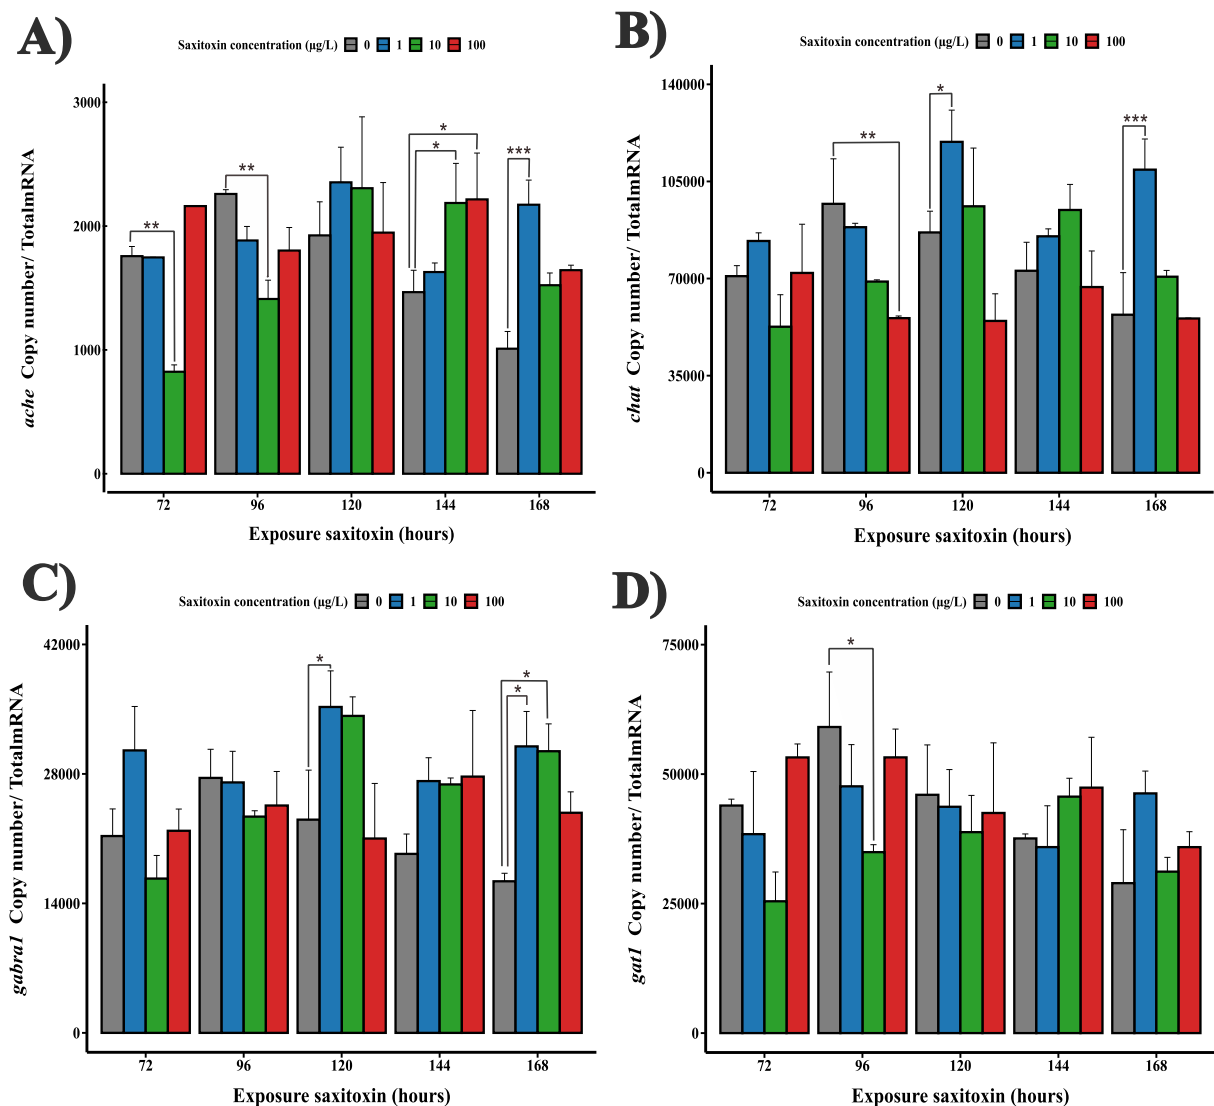 A)
Saxitoxin concentration (µg/L) 0 1 10 100
ache Copy number/ TotalmRNA
3000
2000
1000
0
** ** * * ***
72 96 120 144 168
Exposure saxitoxin (hours)
B)
Saxitoxin concentration (µg/L) 0 1 10 100
chat Copy number/ TotalmRNA
140000
105000
70000
35000
0
** * ***
72 96 120 144 168
Exposure saxitoxin (hours)
C)
Saxitoxin concentration (µg/L) 0 1 10 100
gabra1 Copy number/ TotalmRNA
42000
28000
14000
0
* * *
72 96 120 144 168
Exposure saxitoxin (hours)
D)
Saxitoxin concentration (µg/L) 0 1 10 100
gat1 Copy number/ TotalmRNA
75000
50000
25000
0
*
72 96 120 144 168
Exposure saxitoxin (hours)